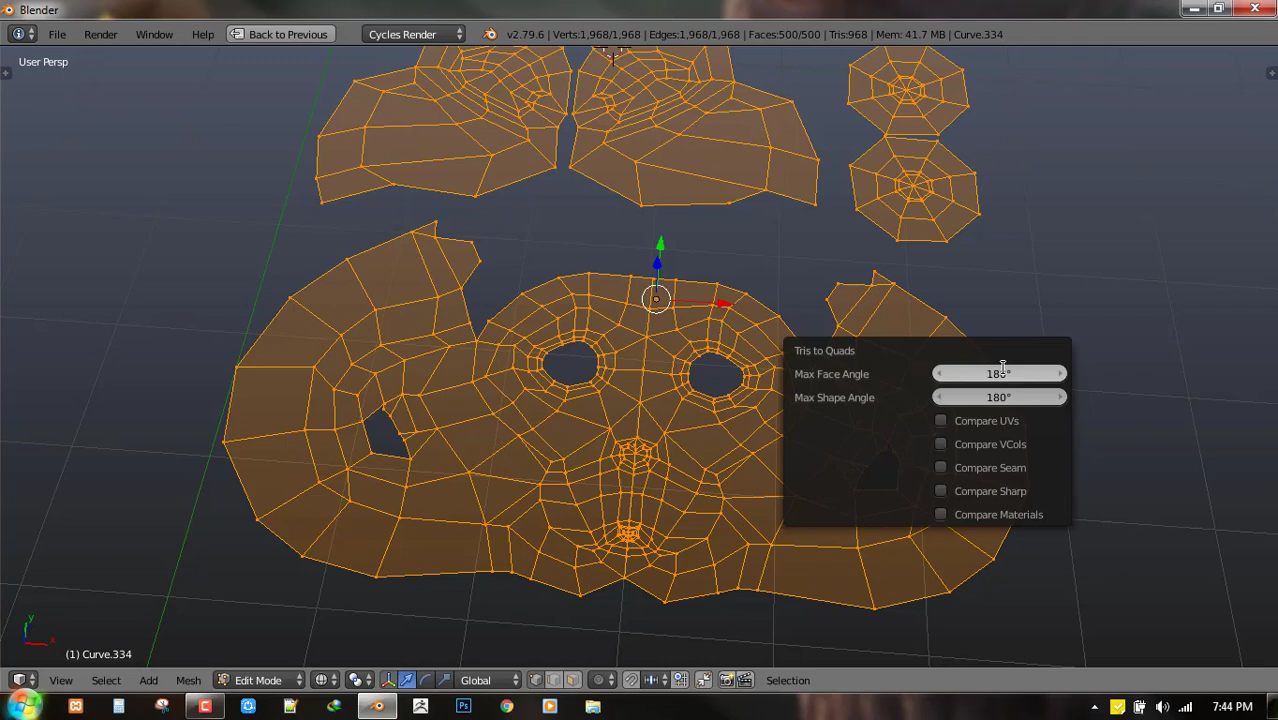 Blender
File Render Window Help Back to Previous Cycles Render v2.79.6 | Verts:1,968/1,968 | Edges:1,968/1,968 | Faces:500/500 | Tris:968 | Mem: 41.7 MB | Curve.334
User Persp
Tris to Quads
Max Face Angle 180°
Max Shape Angle 180°
Compare UVs
Compare VCols
Compare Seam
Compare Sharp
Compare Materials
y
x
(1) Curve.334
View Select Add Mesh Edit Mode Global Selection
7:44 PM